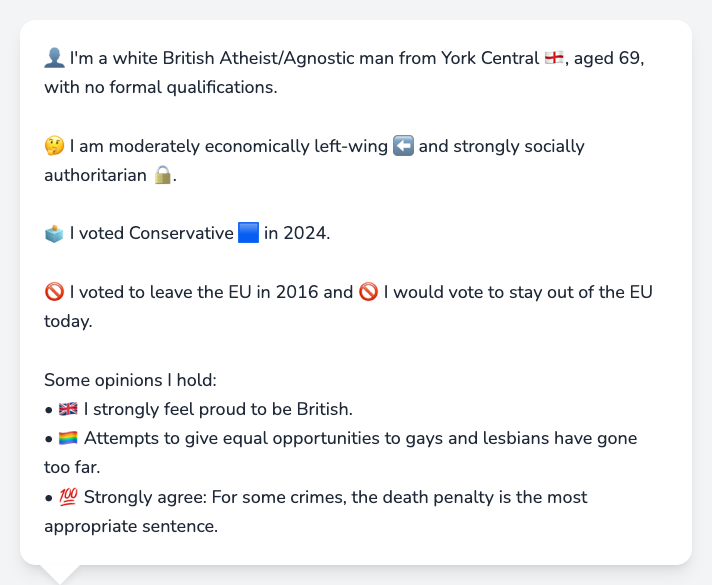 👤 I'm a white British Atheist/Agnostic man from York Central 🏴󠁧󠁢󠁥󠁮󠁧󠁿, aged 69,
with no formal qualifications.
🤔 I am moderately economically left-wing ⬅️ and strongly socially
authoritarian 🔒.
🗳️ I voted Conservative 🟦 in 2024.
🚫 I voted to leave the EU in 2016 and 🚫 I would vote to stay out of the EU
today.
Some opinions I hold:
• 🇬🇧 I strongly feel proud to be British.
• 🏳️‍🌈 Attempts to give equal opportunities to gays and lesbians have gone
too far.
• 💯 Strongly agree: For some crimes, the death penalty is the most
appropriate sentence.